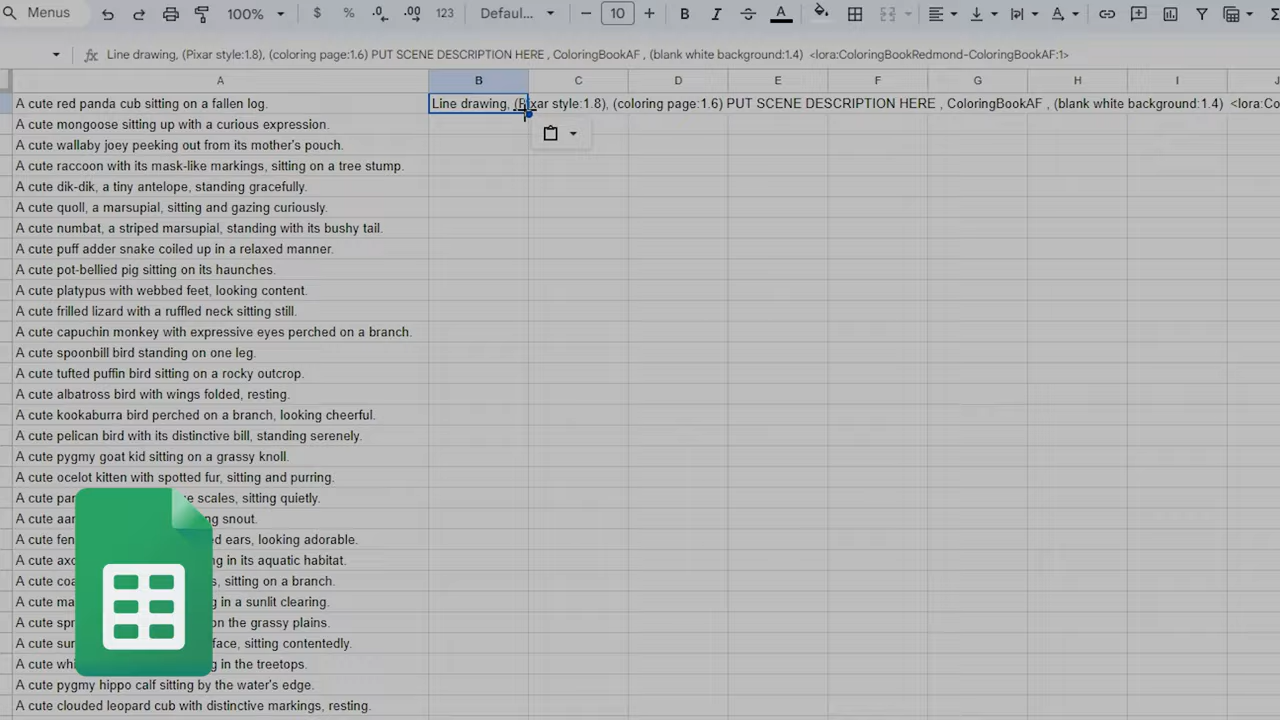 Menus
100%
$
%
.0
.00
123
Defaul...
10
B
I
A
fx
Line drawing, (Pixar style:1.8), (coloring page:1.6) PUT SCENE DESCRIPTION HERE , ColoringBookAF , (blank white background:1.4) <lora:ColoringBookRedmond-ColoringBookAF:1>
A B C D E F G H I J
A cute red panda cub sitting on a fallen log. Line drawing, (Pixar style:1.8), (coloring page:1.6) PUT SCENE DESCRIPTION HERE , ColoringBookAF , (blank white background:1.4) <lora:Co
A cute mongoose sitting up with a curious expression.
A cute wallaby joey peeking out from its mother's pouch.
A cute raccoon with its mask-like markings, sitting on a tree stump.
A cute dik-dik, a tiny antelope, standing gracefully.
A cute quoll, a marsupial, sitting and gazing curiously.
A cute numbat, a striped marsupial, standing with its bushy tail.
A cute puff adder snake coiled up in a relaxed manner.
A cute pot-bellied pig sitting on its haunches.
A cute platypus with webbed feet, looking content.
A cute frilled lizard with a ruffled neck sitting still.
A cute capuchin monkey with expressive eyes perched on a branch.
A cute spoonbill bird standing on one leg.
A cute tufted puffin bird sitting on a rocky outcrop.
A cute albatross bird with wings folded, resting.
A cute kookaburra bird perched on a branch, looking cheerful.
A cute pelican bird with its distinctive bill, standing serenely.
A cute pygmy goat kid sitting on a grassy knoll.
A cute ocelot kitten with spotted fur, sitting and purring.
A cute scales, sitting quietly.
A cute snout.
A cute ears, looking adorable.
A cute in its aquatic habitat.
A cute sitting on a branch.
A cute in a sunlit clearing.
A cute on the grassy plains.
A cute face, sitting contentedly.
A cute in the treetops.
A cute pygmy hippo calf sitting by the water's edge.
A cute clouded leopard cub with distinctive markings, resting.